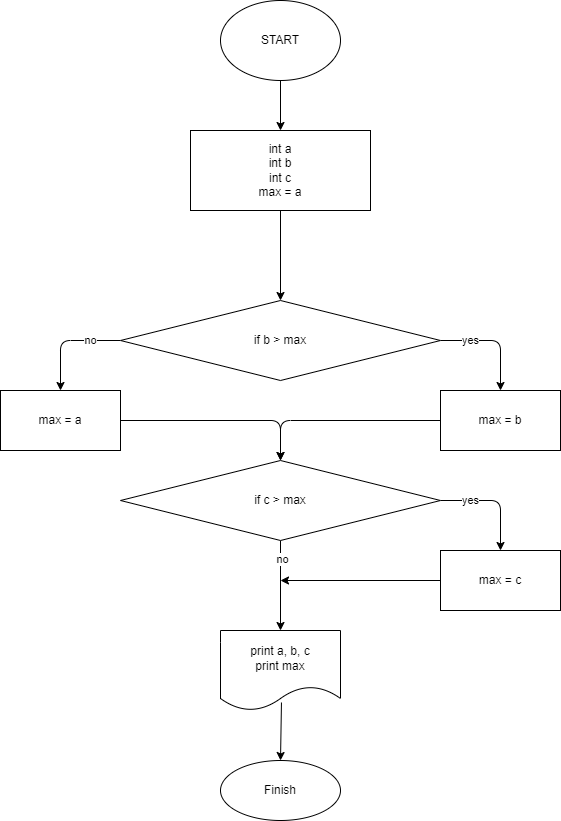 START
int a
int b
int c
max = a
if b > max
no
yes
max = a
max = b
if c > max
yes
no
max = c
print a, b, c
print max
Finish